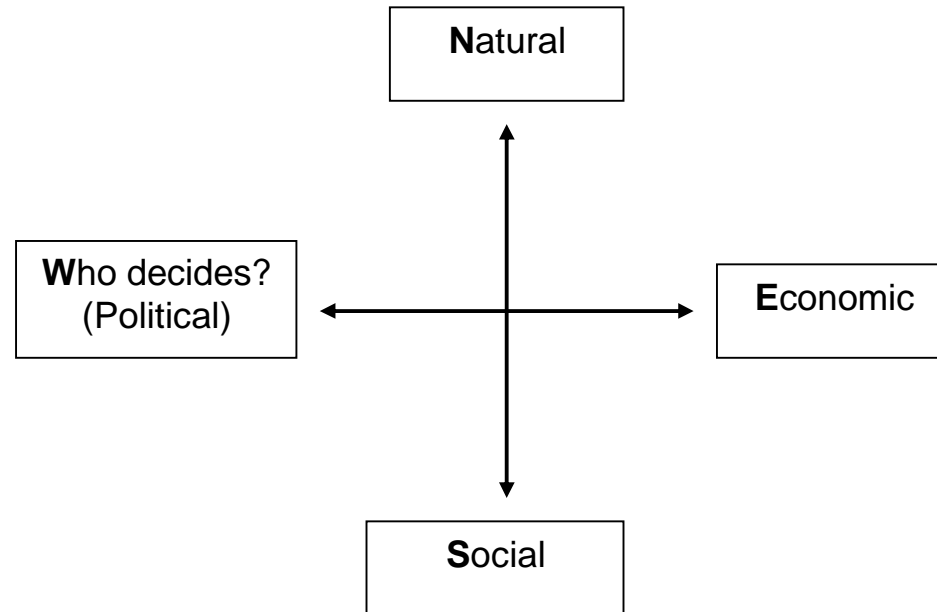 Natural
Who decides?
(Political)
Economic
Social